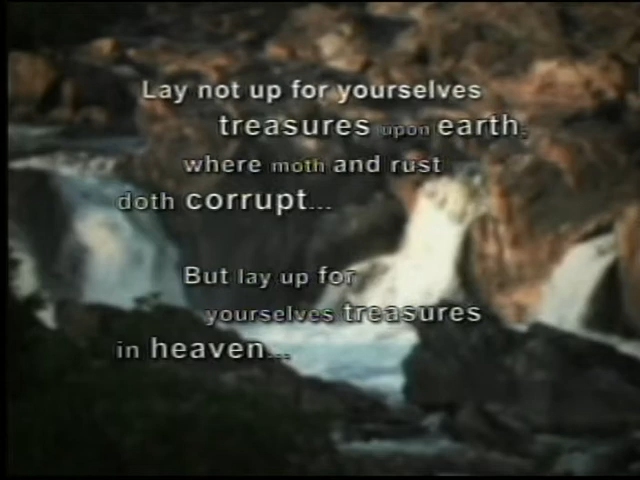 Lay not up for yourselves
treasures upon earth,
where moth and rust
doth corrupt...
But lay up for
yourselves treasures
in heaven...